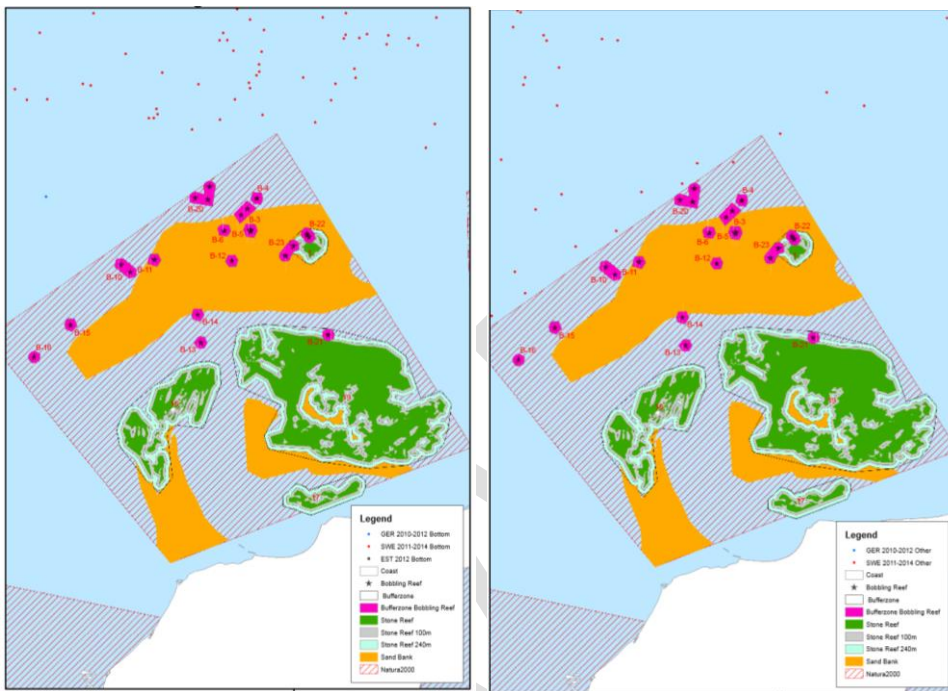 B-4
B-20
B-3
B-6
B-5
B-22
B-23
B-12
B-11
B-10
B-14
B-15
B-13
B-16
B-21
Legend
GER 2010-2012 Bottom
SWE 2011-2014 Bottom
EST 2012 Bottom
Coast
Bobbling Reef
Bufferzone
Bufferzone Bobbling Reef
Stone Reef
Stone Reef 100m
Stone Reef 240m
Sand Bank
Natura2000
B-4
B-20
B-3
B-6
B-5
B-22
B-23
B-12
B-11
B-10
B-14
B-15
B-13
B-16
Legend
GER 2010-2012 Other
SWE 2011-2014 Other
Coast
Bobbling Reef
Bufferzone
Bufferzone Bobbling Reef
Stone Reef
Stone Reef 100m
Stone Reef 240m
Sand Bank
Natura2000